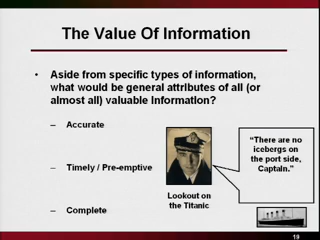 The Value Of Information
• Aside from specific types of information,
what would be general attributes of all (or
almost all) valuable information?
– Accurate
"There are no
icebergs on
the port side,
Captain."
– Timely / Pre-emptive
Lookout on
the Titanic
– Complete
19